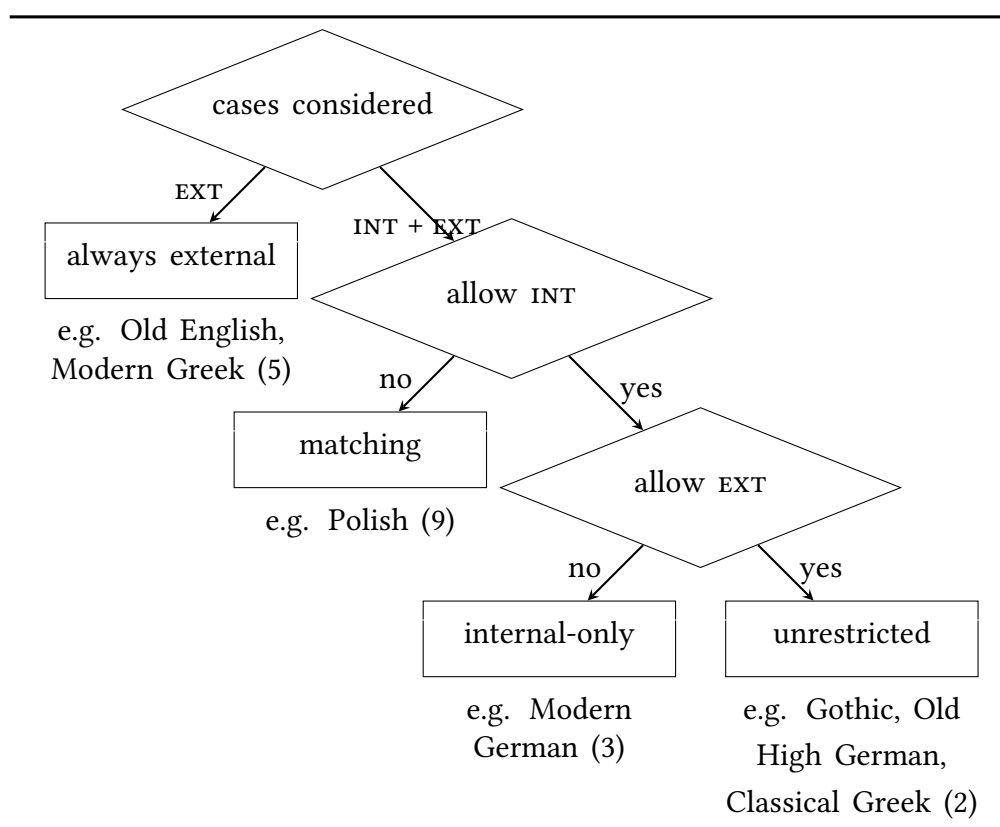 cases considered
EXT
INT + EXT
always external
allow INT
e.g. Old English,
Modern Greek (5)
no
yes
matching
allow EXT
e.g. Polish (9)
no
yes
internal-only
unrestricted
e.g. Modern
German (3)
e.g. Gothic, Old
High German,
Classical Greek (2)